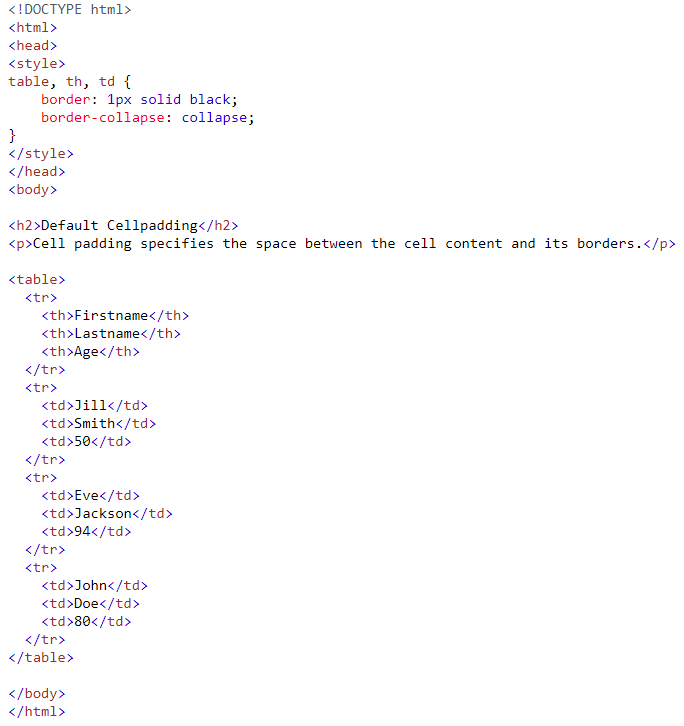 <!DOCTYPE html>
<html>
<head>
<style>
table, th, td {
    border: 1px solid black;
    border-collapse: collapse;
}
</style>
</head>
<body>

<h2>Default Cellpadding</h2>
<p>Cell padding specifies the space between the cell content and its borders.</p>

<table>
  <tr>
    <th>Firstname</th>
    <th>Lastname</th>
    <th>Age</th>
  </tr>
  <tr>
    <td>Jill</td>
    <td>Smith</td>
    <td>50</td>
  </tr>
  <tr>
    <td>Eve</td>
    <td>Jackson</td>
    <td>94</td>
  </tr>
  <tr>
    <td>John</td>
    <td>Doe</td>
    <td>80</td>
  </tr>
</table>

</body>
</html>